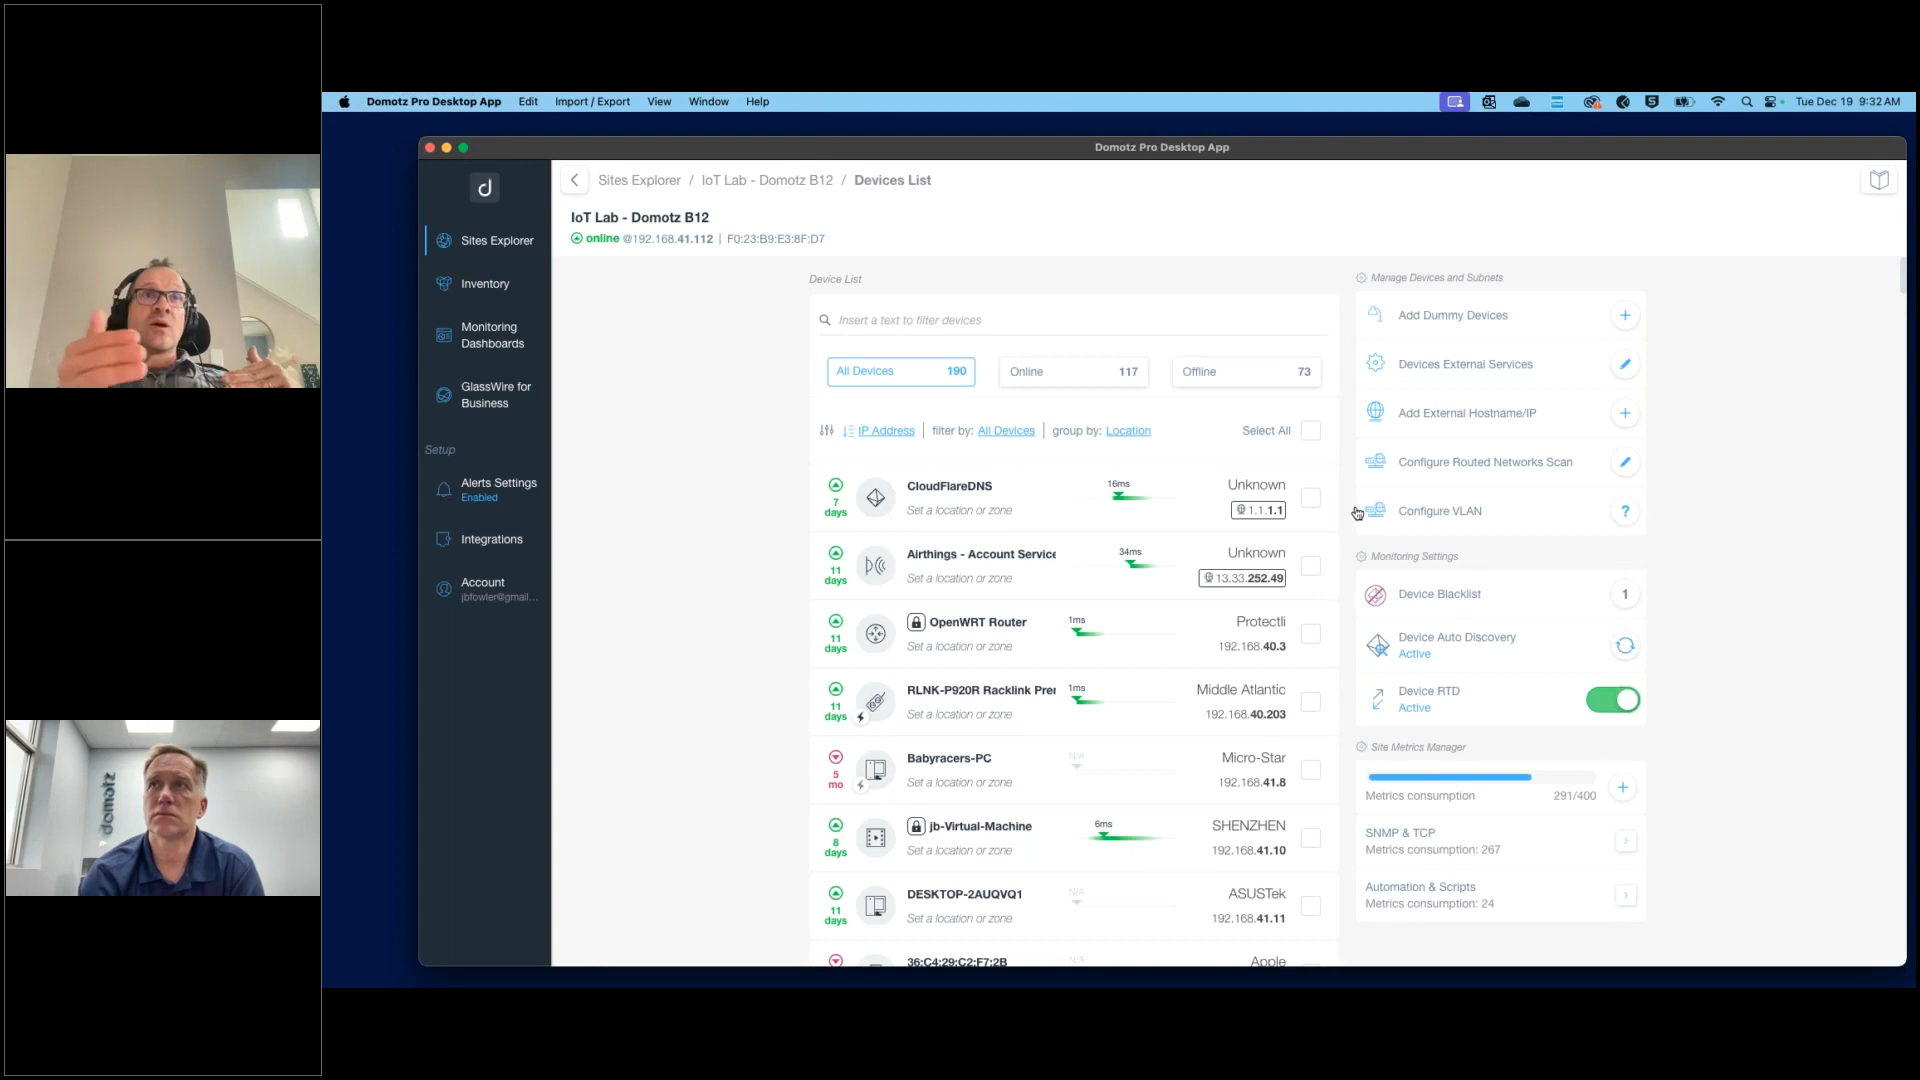 Domotz Pro Desktop App Edit Import / Export View Window Help Tue Dec 19 9:32 AM
Domotz Pro Desktop App
Sites Explorer / IoT Lab - Domotz B12 / Devices List
IoT Lab - Domotz B12
online @192.168.41.112 | F0:23:B9:E3:8F:D7
Sites Explorer
Inventory
Monitoring
Dashboards
GlassWire for
Business
Setup
Alerts Settings
Enabled
Integrations
Account
jbfowler@gmail...
Device List
Insert a text to filter devices
All Devices 190
Online 117
Offline 73
IP Address | filter by: All Devices | group by: Location
Select All
7
days
CloudFlareDNS
Set a location or zone
16ms
Unknown
1.1.1.1
11
days
Airthings - Account Service
Set a location or zone
34ms
Unknown
13.33.252.49
11
days
OpenWRT Router
Set a location or zone
1ms
Protectli
192.168.40.3
11
days
RLNK-P920R Racklink Prer
Set a location or zone
1ms
Middle Atlantic
192.168.40.203
5
mo
Babyracers-PC
Set a location or zone
N/A
Micro-Star
192.168.41.8
8
days
jb-Virtual-Machine
Set a location or zone
6ms
SHENZHEN
192.168.41.10
11
days
DESKTOP-2AUQVQ1
Set a location or zone
N/A
ASUSTek
192.168.41.11
36:C4:29:C2:F7:2B
N/A
Apple
Manage Devices and Subnets
Add Dummy Devices
Devices External Services
Add External Hostname/IP
Configure Routed Networks Scan
Configure VLAN ?
Monitoring Settings
Device Blacklist 1
Device Auto Discovery
Active
Device RTD
Active
Site Metrics Manager
Metrics consumption 291/400
SNMP & TCP
Metrics consumption: 267
Automation & Scripts
Metrics consumption: 24
domotz